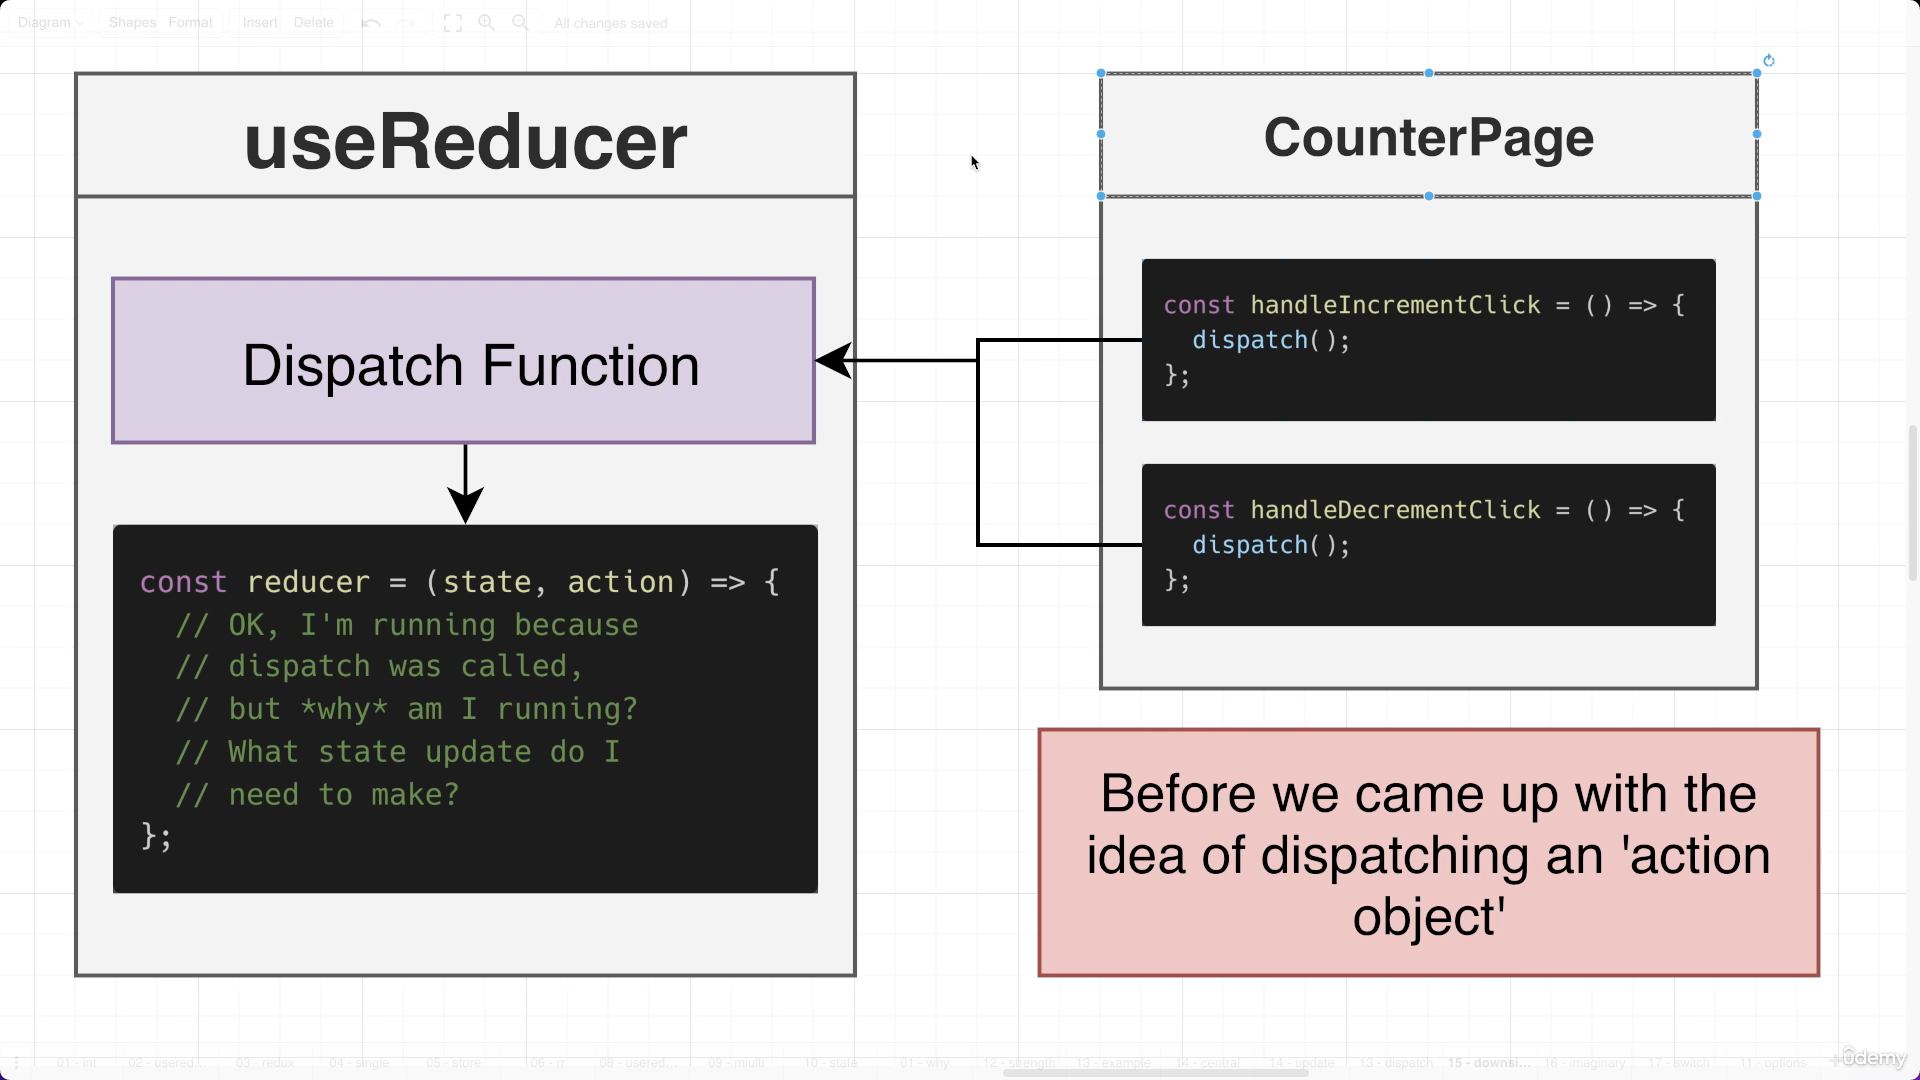 Diagram
Shapes
Format
Insert
Delete
All changes saved
useReducer
Dispatch Function
const reducer = (state, action) => {
// OK, I'm running because
// dispatch was called,
// but *why* am I running?
// What state update do I
// need to make?
};
CounterPage
const handleIncrementClick = () => {
dispatch();
};
const handleDecrementClick = () => {
dispatch();
};
Before we came up with the
idea of dispatching an 'action
object'
01 - int
02 - usered...
03 - redux
04 - single
05 - store
06 - rr
08 - usered...
09 - miulti
10 - state
01 - why
12 - strength
13 - example
14 - central
14 - update
13 - dispatch
15 - downsi...
16 - imaginary
17 - switch
11 - options
ûdemy